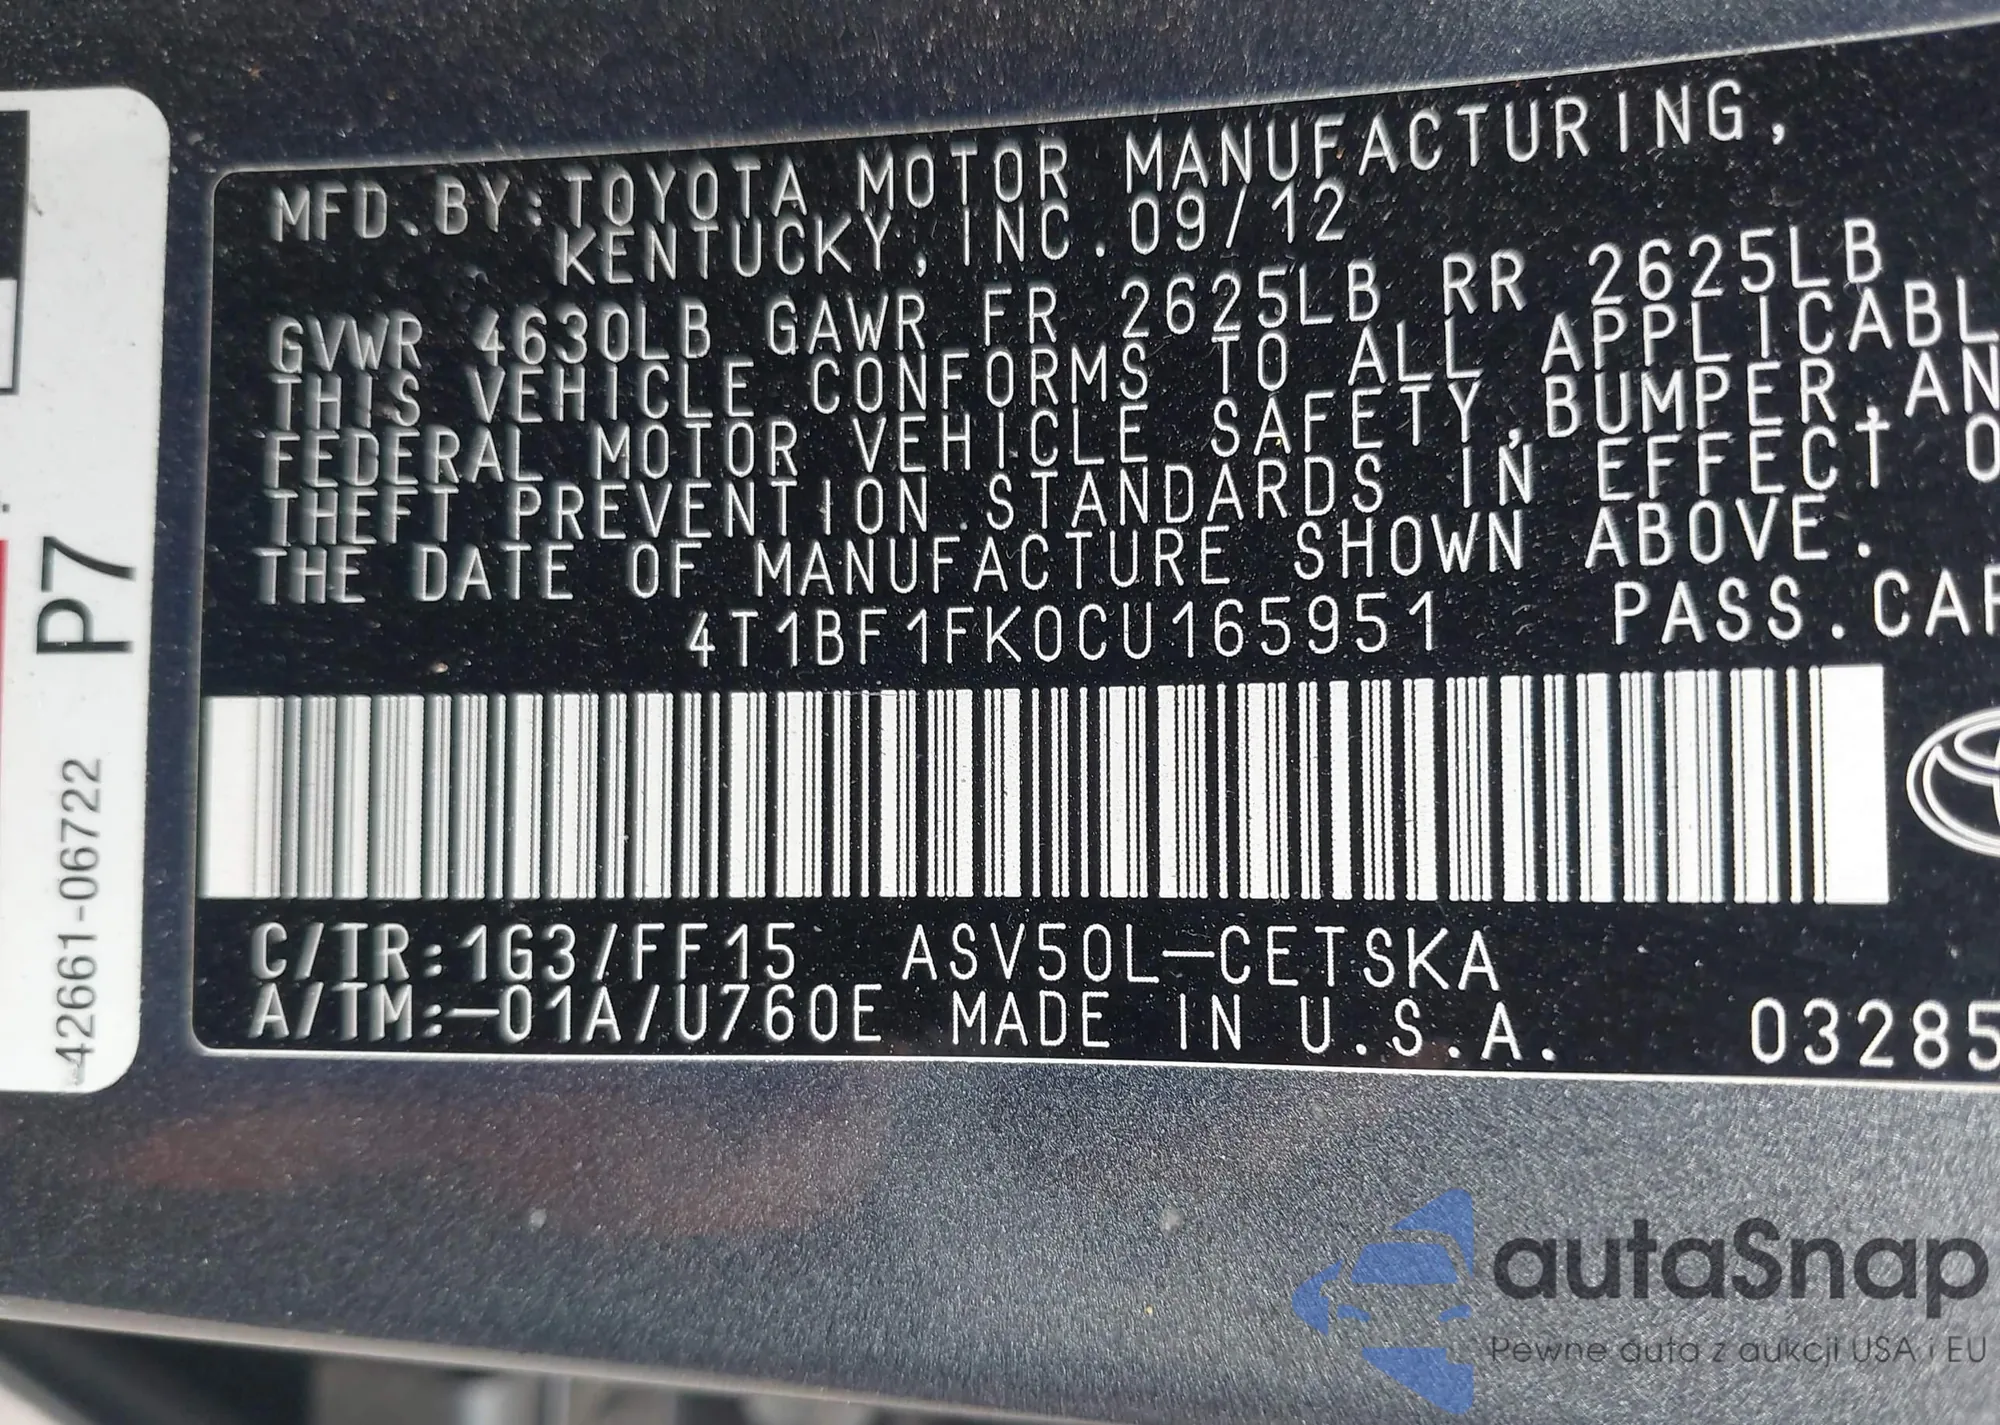 MFD. BY: TOYOTA MOTOR MANUFACTURING,
KENTUCKY, INC. 09/12
GVWR 4630LB GAWR FR 2625LB RR 2625LB
THIS VEHICLE CONFORMS TO ALL APPLICABL
FEDERAL MOTOR VEHICLE SAFETY, BUMPER, AN
THEFT PREVENTION STANDARDS IN EFFECT O
THE DATE OF MANUFACTURE SHOWN ABOVE.
4T1BF1FK0CU165951 PASS. CAR
C/TR: 1G3/FF15 ASV50L-CETSKA
A/TM: -01A/U760E MADE IN U.S.A. 03285
P7
42661-06722
autaSnap
Pewne auta z aukcji USA i EU